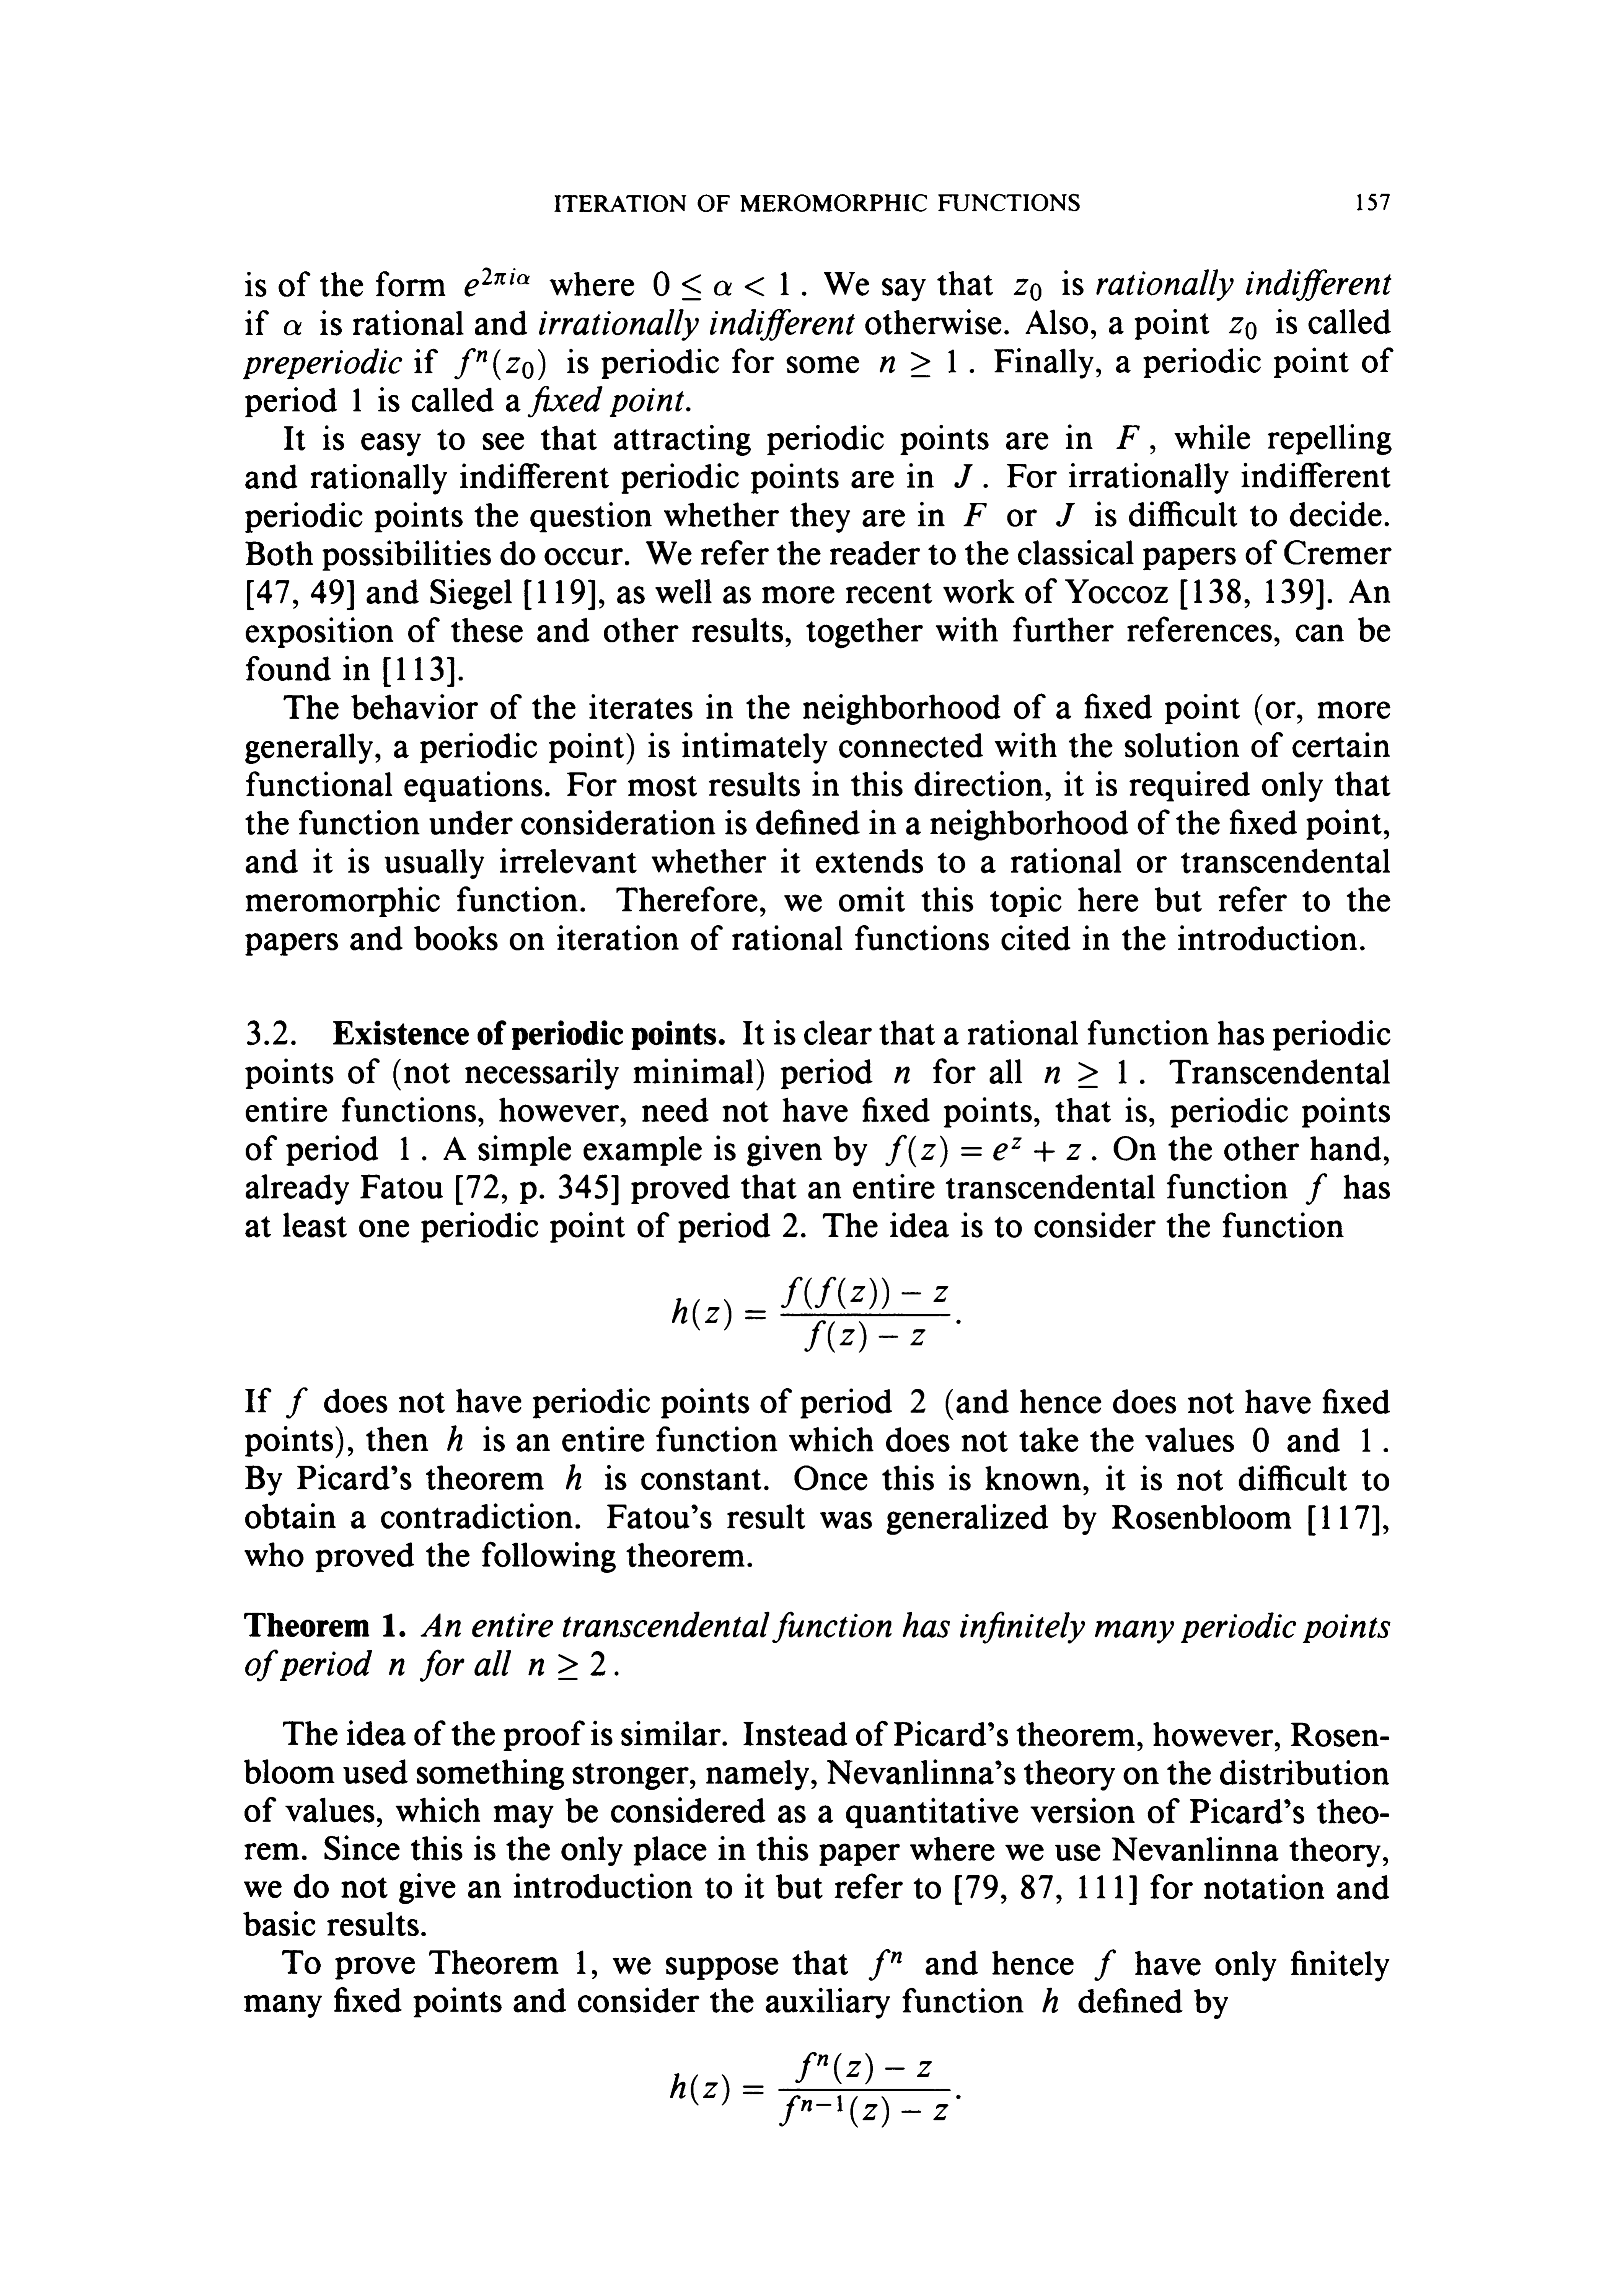 ITERATION OF MEROMORPHIC FUNCTIONS 157
is of the form e^{2πiα} where 0 ≤ α < 1. We say that z₀ is rationally indifferent
if α is rational and irrationally indifferent otherwise. Also, a point z₀ is called
preperiodic if fⁿ(z₀) is periodic for some n ≥ 1. Finally, a periodic point of
period 1 is called a fixed point.
It is easy to see that attracting periodic points are in F, while repelling
and rationally indifferent periodic points are in J. For irrationally indifferent
periodic points the question whether they are in F or J is difficult to decide.
Both possibilities do occur. We refer the reader to the classical papers of Cremer
[47, 49] and Siegel [119], as well as more recent work of Yoccoz [138, 139]. An
exposition of these and other results, together with further references, can be
found in [113].
The behavior of the iterates in the neighborhood of a fixed point (or, more
generally, a periodic point) is intimately connected with the solution of certain
functional equations. For most results in this direction, it is required only that
the function under consideration is defined in a neighborhood of the fixed point,
and it is usually irrelevant whether it extends to a rational or transcendental
meromorphic function. Therefore, we omit this topic here but refer to the
papers and books on iteration of rational functions cited in the introduction.
3.2. Existence of periodic points. It is clear that a rational function has periodic
points of (not necessarily minimal) period n for all n ≥ 1. Transcendental
entire functions, however, need not have fixed points, that is, periodic points
of period 1. A simple example is given by f(z) = e^z + z. On the other hand,
already Fatou [72, p. 345] proved that an entire transcendental function f has
at least one periodic point of period 2. The idea is to consider the function
h(z) = \frac{f(f(z)) − z}{f(z) − z}.
If f does not have periodic points of period 2 (and hence does not have fixed
points), then h is an entire function which does not take the values 0 and 1.
By Picard's theorem h is constant. Once this is known, it is not difficult to
obtain a contradiction. Fatou's result was generalized by Rosenbloom [117],
who proved the following theorem.
Theorem 1. An entire transcendental function has infinitely many periodic points
of period n for all n ≥ 2.
The idea of the proof is similar. Instead of Picard's theorem, however, Rosen-
bloom used something stronger, namely, Nevanlinna's theory on the distribution
of values, which may be considered as a quantitative version of Picard's theo-
rem. Since this is the only place in this paper where we use Nevanlinna theory,
we do not give an introduction to it but refer to [79, 87, 111] for notation and
basic results.
To prove Theorem 1, we suppose that fⁿ and hence f have only finitely
many fixed points and consider the auxiliary function h defined by
h(z) = \frac{fⁿ(z) − z}{fⁿ⁻¹(z) − z}.